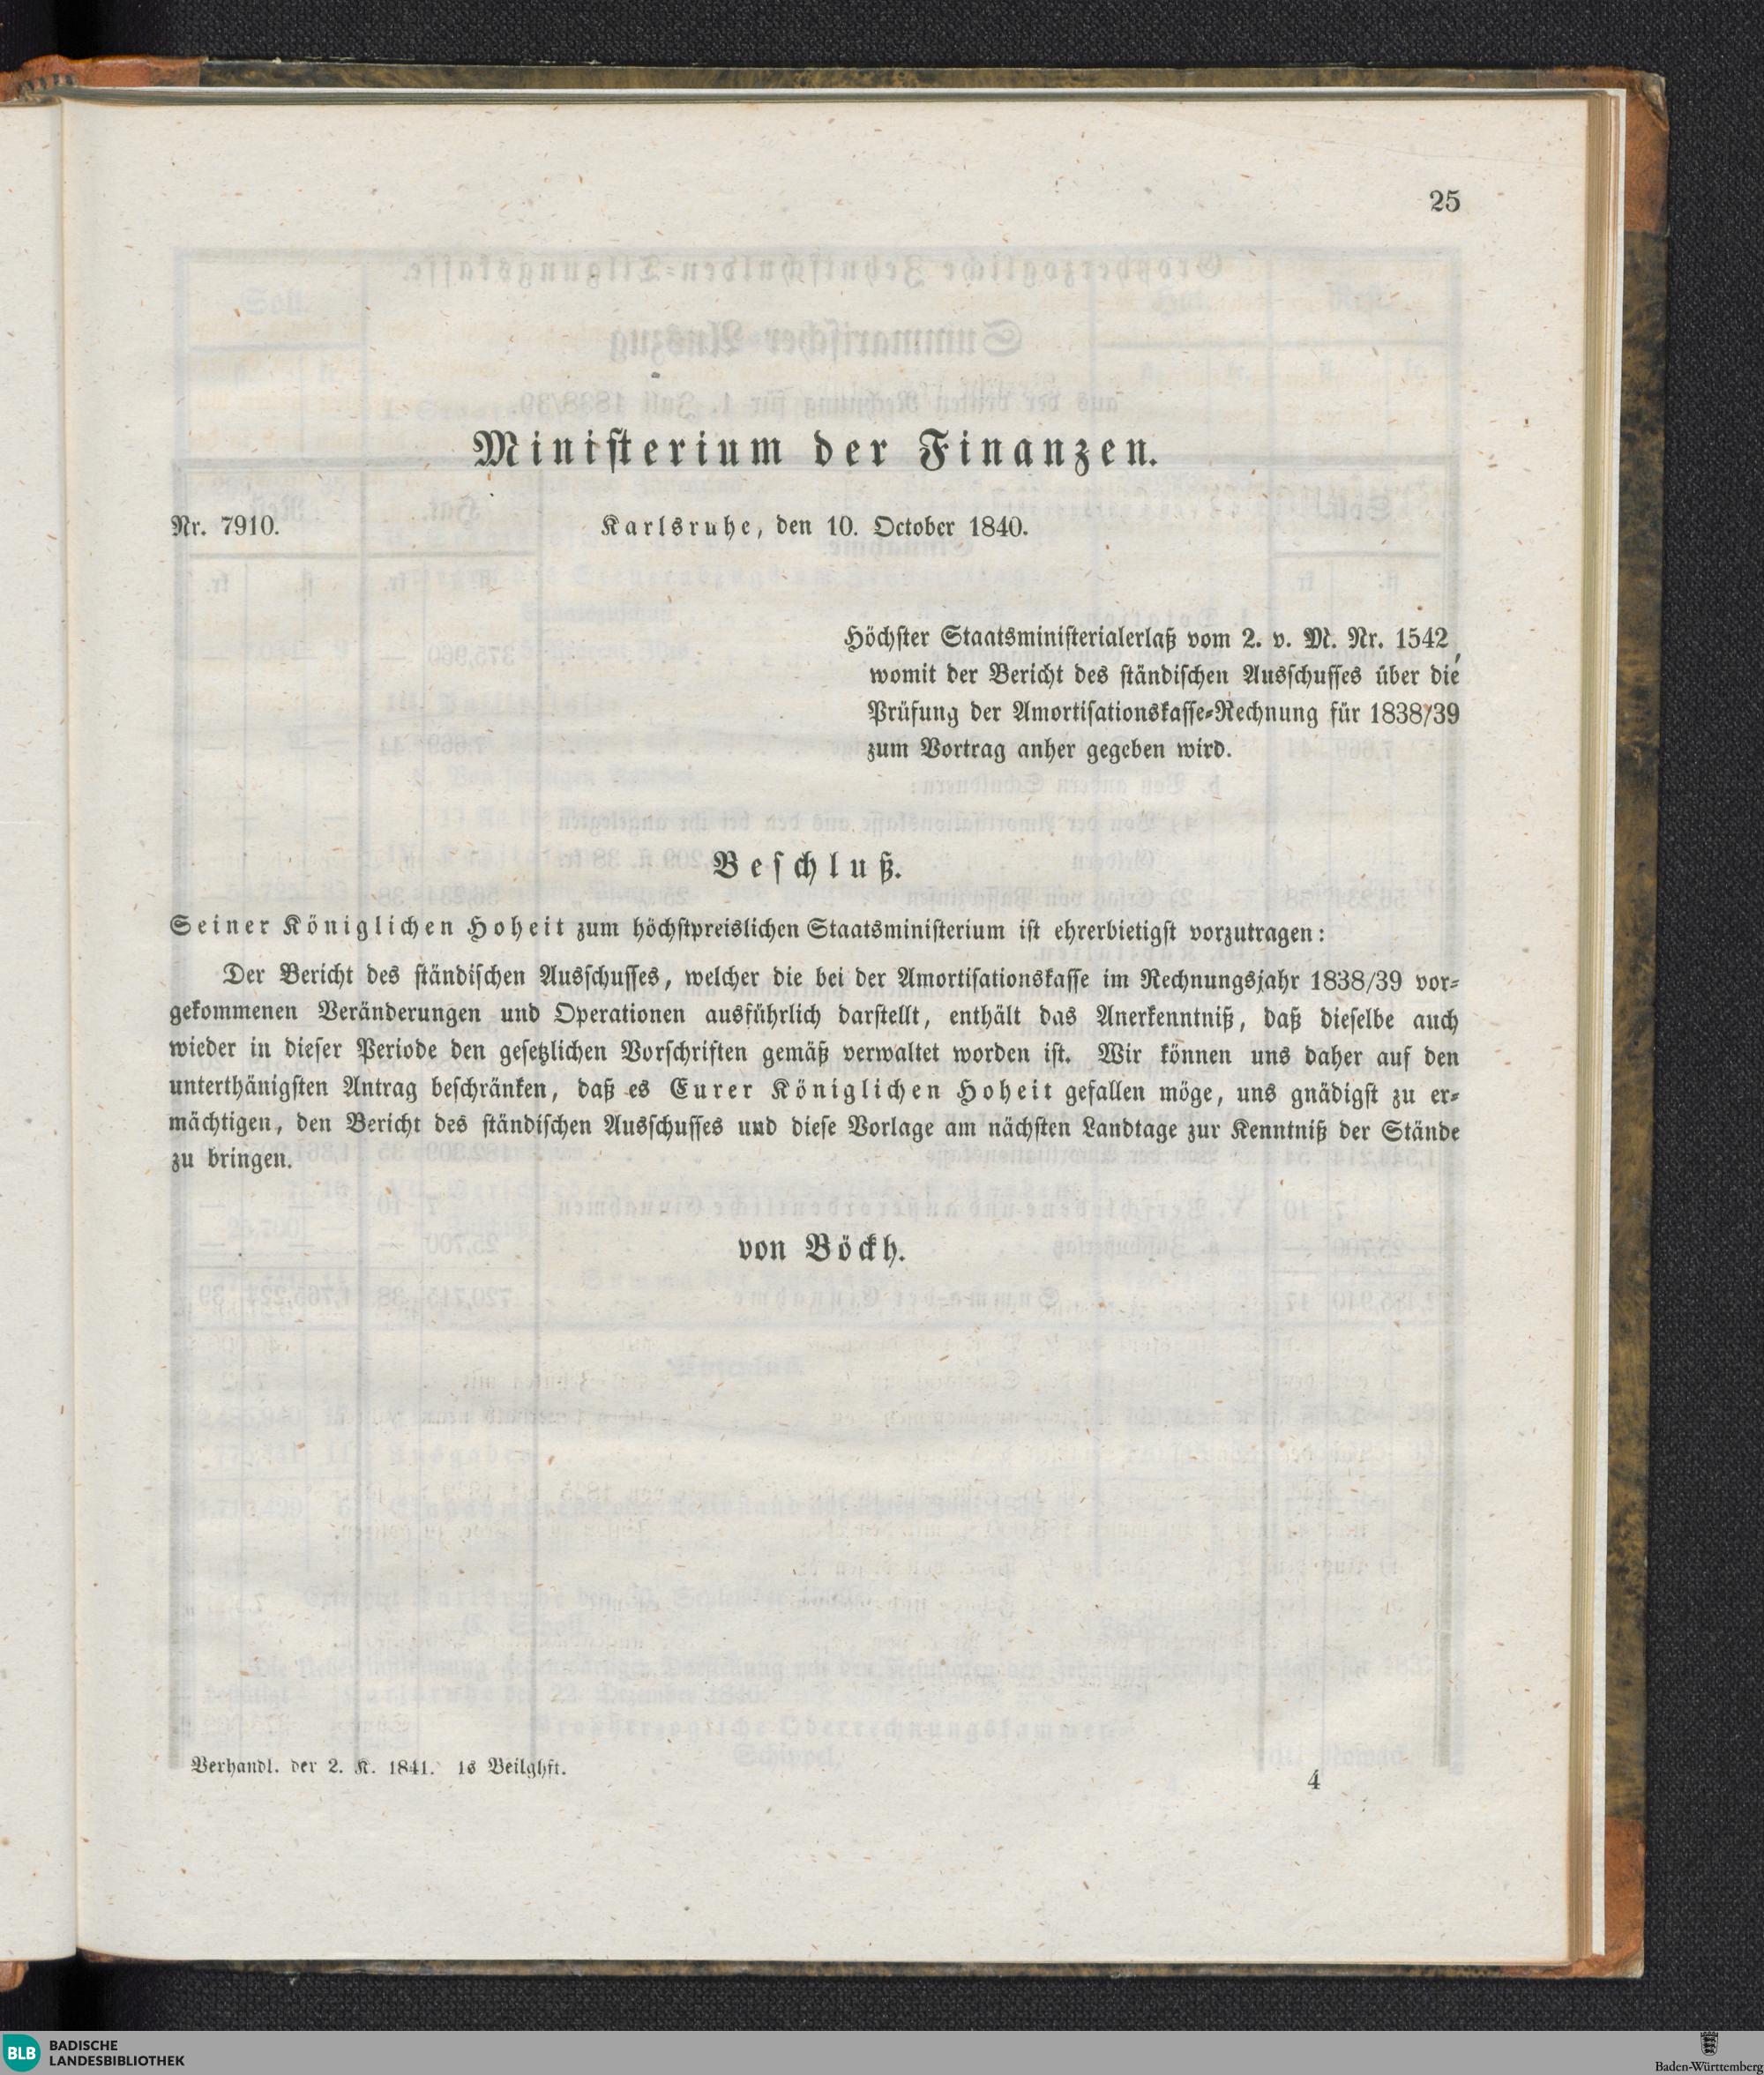 25
Ministerium der Finanzen.
Nr. 7910. Karlsruhe, den 10. October 1840.
Höchster Staatsministerialerlaß vom 2. v. M. Nr. 1542,
womit der Bericht des ständischen Ausschusses über die
Prüfung der Amortisationskasse-Rechnung für 1838/39
zum Vortrag anher gegeben wird.
Beschluß.
Seiner Königlichen Hoheit zum höchstpreislichen Staatsministerium ist ehrerbietigst vorzutragen:
Der Bericht des ständischen Ausschusses, welcher die bei der Amortisationskasse im Rechnungsjahr 1838/39 vor-
gekommenen Veränderungen und Operationen ausführlich darstellt, enthält das Anerkenntniß, daß dieselbe auch
wieder in dieser Periode den gesetzlichen Vorschriften gemäß verwaltet worden ist. Wir können uns daher auf den
unterthänigsten Antrag beschränken, daß es Eurer Königlichen Hoheit gefallen möge, uns gnädigst zu er-
mächtigen, den Bericht des ständischen Ausschusses und diese Vorlage am nächsten Landtage zur Kenntniß der Stände
zu bringen.
von Böckh.
Verhandl. der 2. K. 1841. 1s Beilghft. 4
BLB BADISCHE
LANDESBIBLIOTHEK
Baden-Württemberg